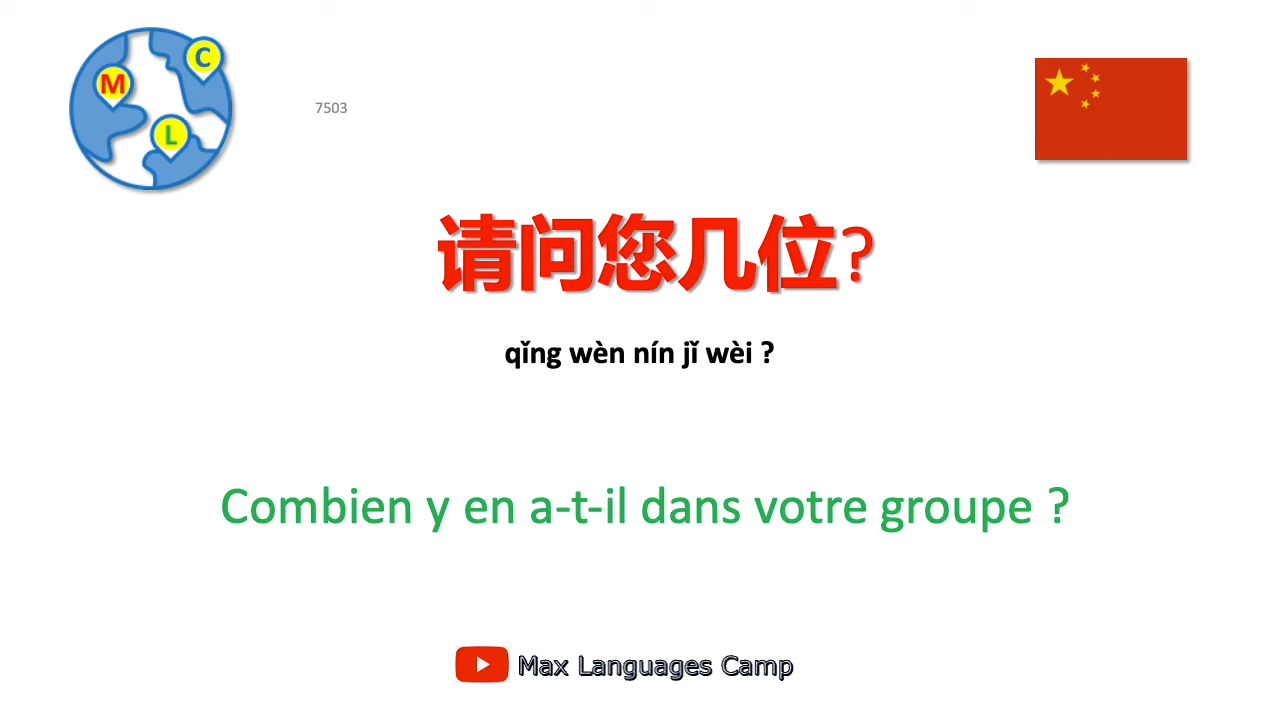 C
M
L
7503
请问您几位?
qǐng wèn nín jǐ wèi ?
Combien y en a-t-il dans votre groupe ?
Max Languages Camp